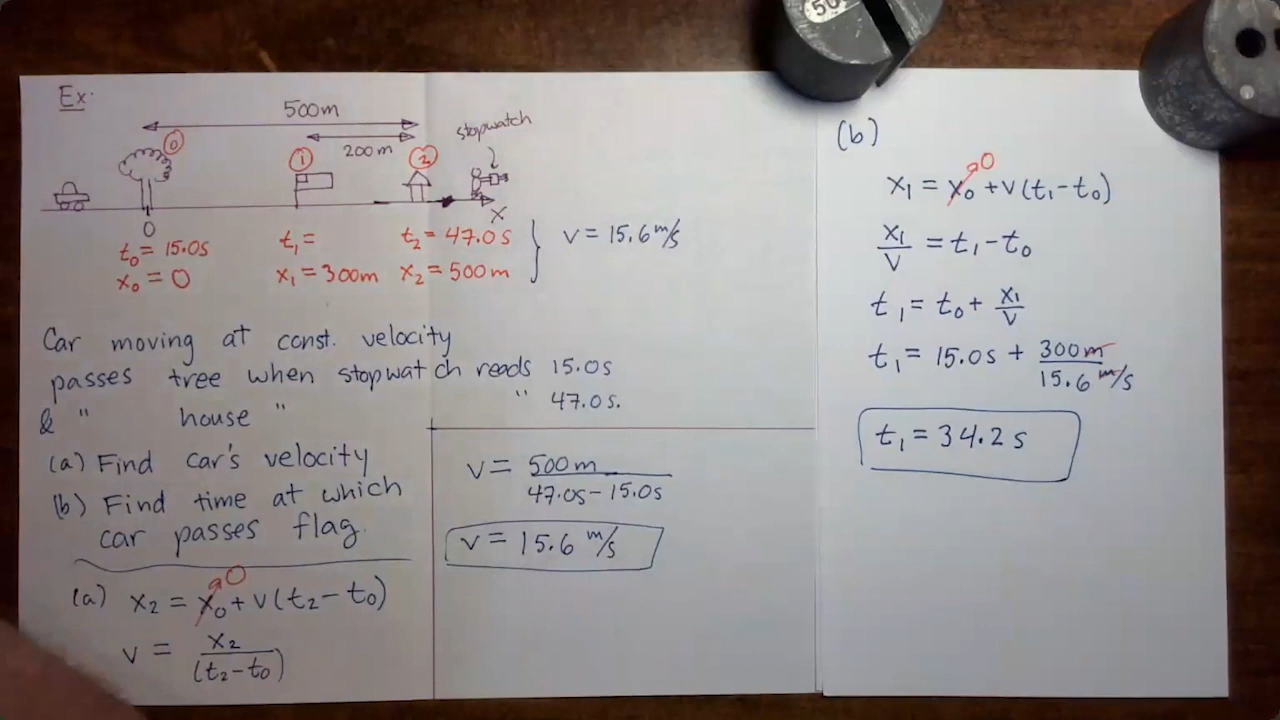 50
Ex.
500m
stopwatch
200m
0
1
2
x
0
t₀ = 15.0s
x₀ = 0
t₁ =
x₁ = 300m
t₂ = 47.0s
x₂ = 500m
v = 15.6 m/s
Car moving at const. velocity
passes tree when stopwatch reads 15.0s
& " house " " 47.0s.
(a) Find car's velocity
(b) Find time at which
car passes flag.
(a) x₂ = x₀ + v(t₂ - t₀)
0
v = x₂ / (t₂ - t₀)
v = 500m / 47.0s - 15.0s
v = 15.6 m/s
(b)
0
x₁ = x₀ + v(t₁ - t₀)
x₁/v = t₁ - t₀
t₁ = t₀ + x₁/v
t₁ = 15.0s + 300m / 15.6 m/s
t₁ = 34.2 s